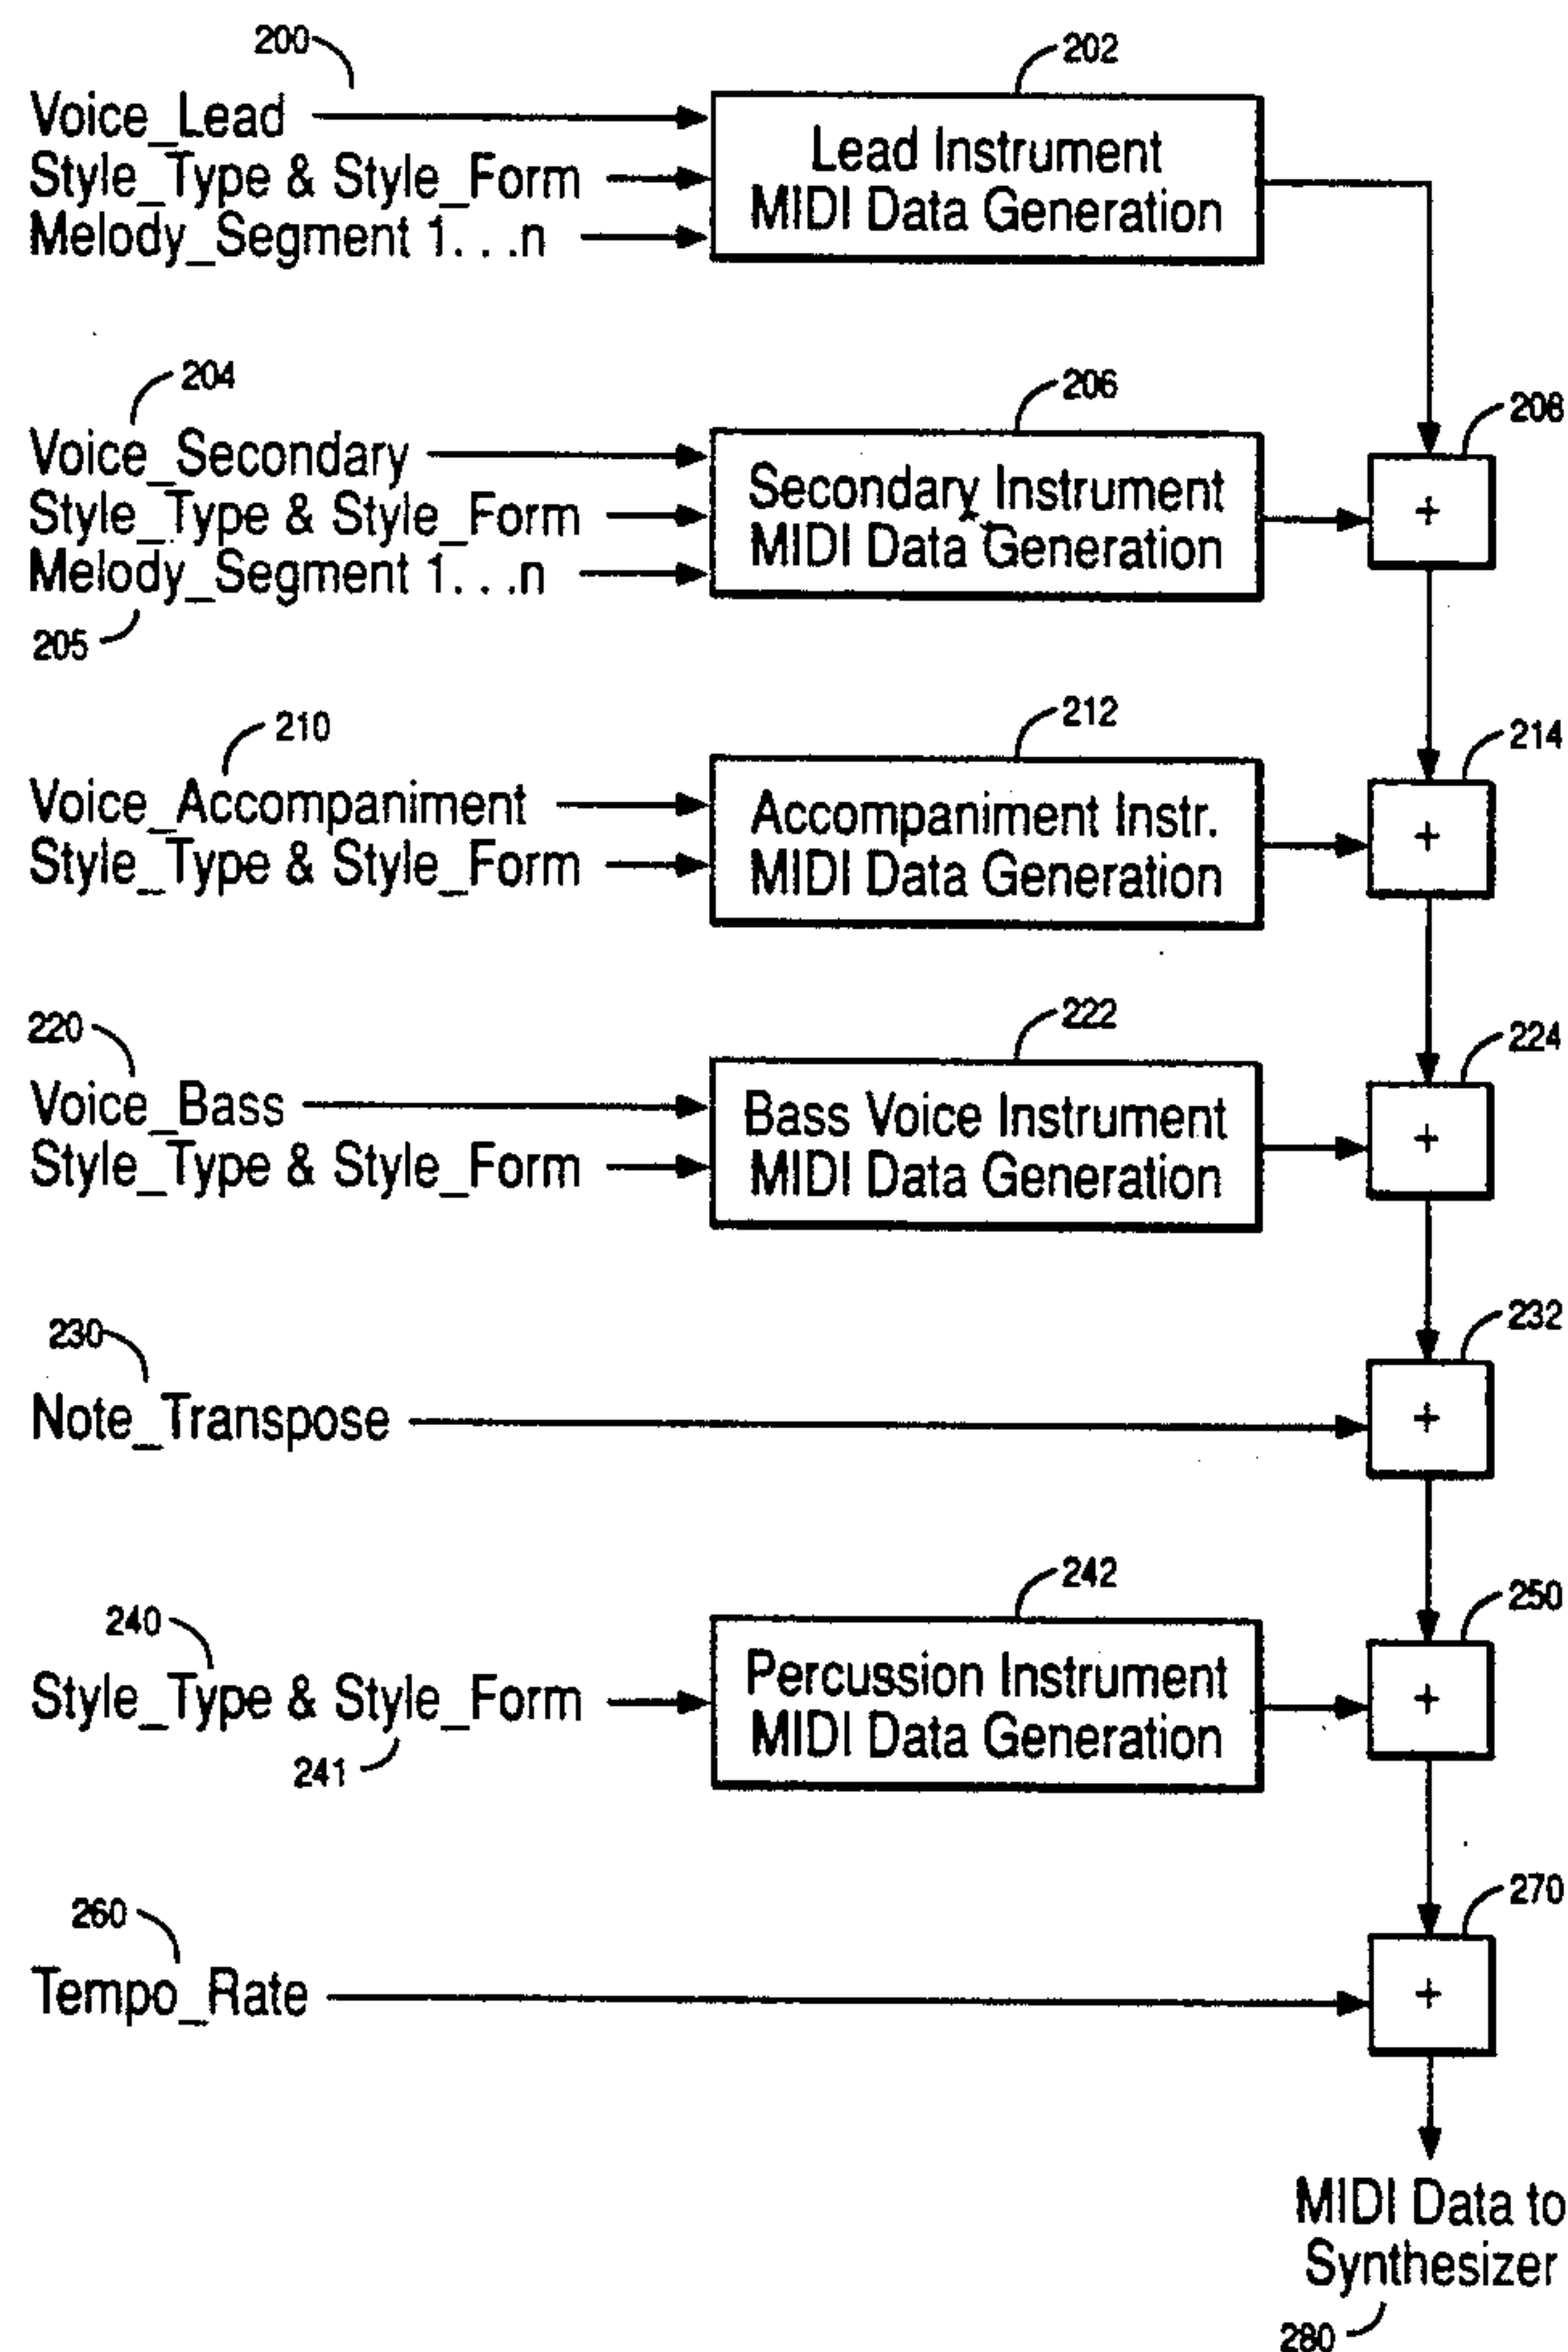 200
202
Voice_Lead
Style_Type & Style_Form
Melody_Segment 1. . .n
Lead Instrument
MIDI Data Generation
204
206
208
Voice_Secondary
Style_Type & Style_Form
Melody_Segment 1. . .n
205
Secondary Instrument
MIDI Data Generation
+
210
212
214
Voice_Accompaniment
Style_Type & Style_Form
Accompaniment Instr.
MIDI Data Generation
+
220
222
224
Voice_Bass
Style_Type & Style_Form
Bass Voice Instrument
MIDI Data Generation
+
230
232
Note_Transpose
+
240
242
250
Style_Type & Style_Form
241
Percussion Instrument
MIDI Data Generation
+
260
270
Tempo_Rate
+
MIDI Data to
Synthesizer
280